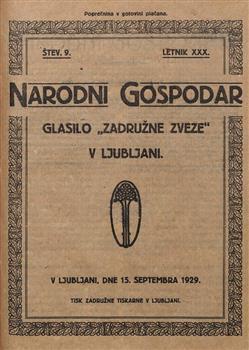 Poštnina v gotovini plačana.
ŠTEV. 9. LETNIK XXX.
NARODNI GOSPODAR
GLASILO „ZADRUŽNE ZVEZE"
V LJUBLJANI.
V LJUBLJANI, DNE 15. SEPTEMBRA 1929.
TISK ZADRUŽNE TISKARNE V LJUBLJANI.